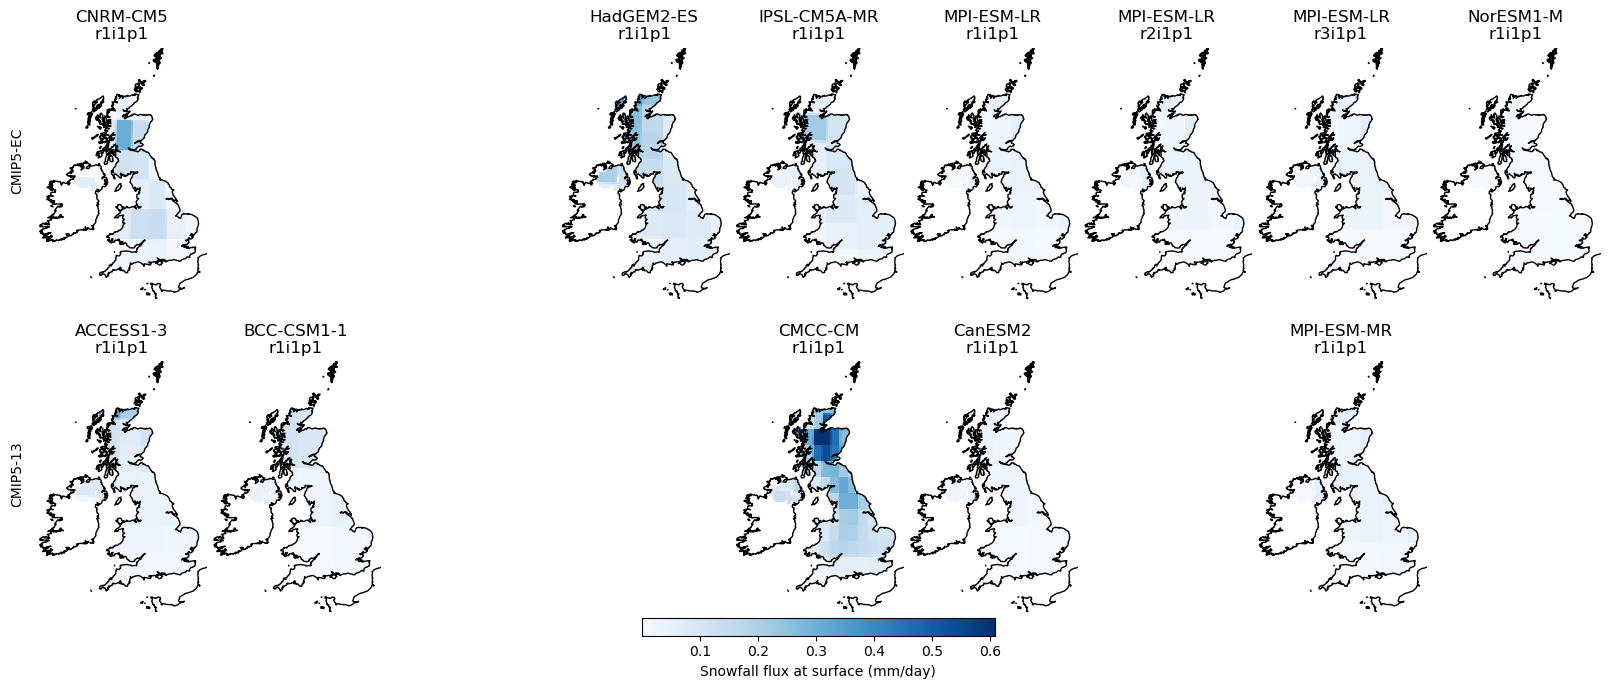 CNRM-CM5
r1i1p1
HadGEM2-ES
r1i1p1
IPSL-CM5A-MR
r1i1p1
MPI-ESM-LR
r1i1p1
MPI-ESM-LR
r2i1p1
MPI-ESM-LR
r3i1p1
NorESM1-M
r1i1p1
CMIP5-EC
ACCESS1-3
r1i1p1
BCC-CSM1-1
r1i1p1
CMCC-CM
r1i1p1
CanESM2
r1i1p1
MPI-ESM-MR
r1i1p1
CMIP5-13
0.1 0.2 0.3 0.4 0.5 0.6
Snowfall flux at surface (mm/day)